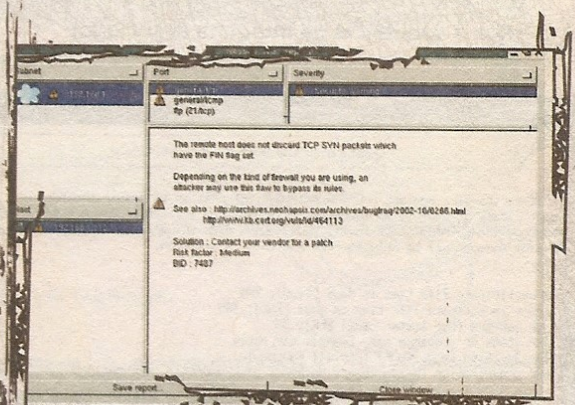 Subnet
Port
Severity
general/icmp
ftp (21/tcp)
The remote host does not discard TCP SYN packets which
have the FIN flag set.
Depending on the kind of firewall you are using, an
attacker may use this flaw to bypass its rules.
See also : http://archives.neohapsis.com/archives/bugtraq/2002-10/0266.html
http://www.kb.cert.org/vuls/id/464113
Solution : Contact your vendor for a patch
Risk factor : Medium
BID : 7487
Host
Save report...
Close window